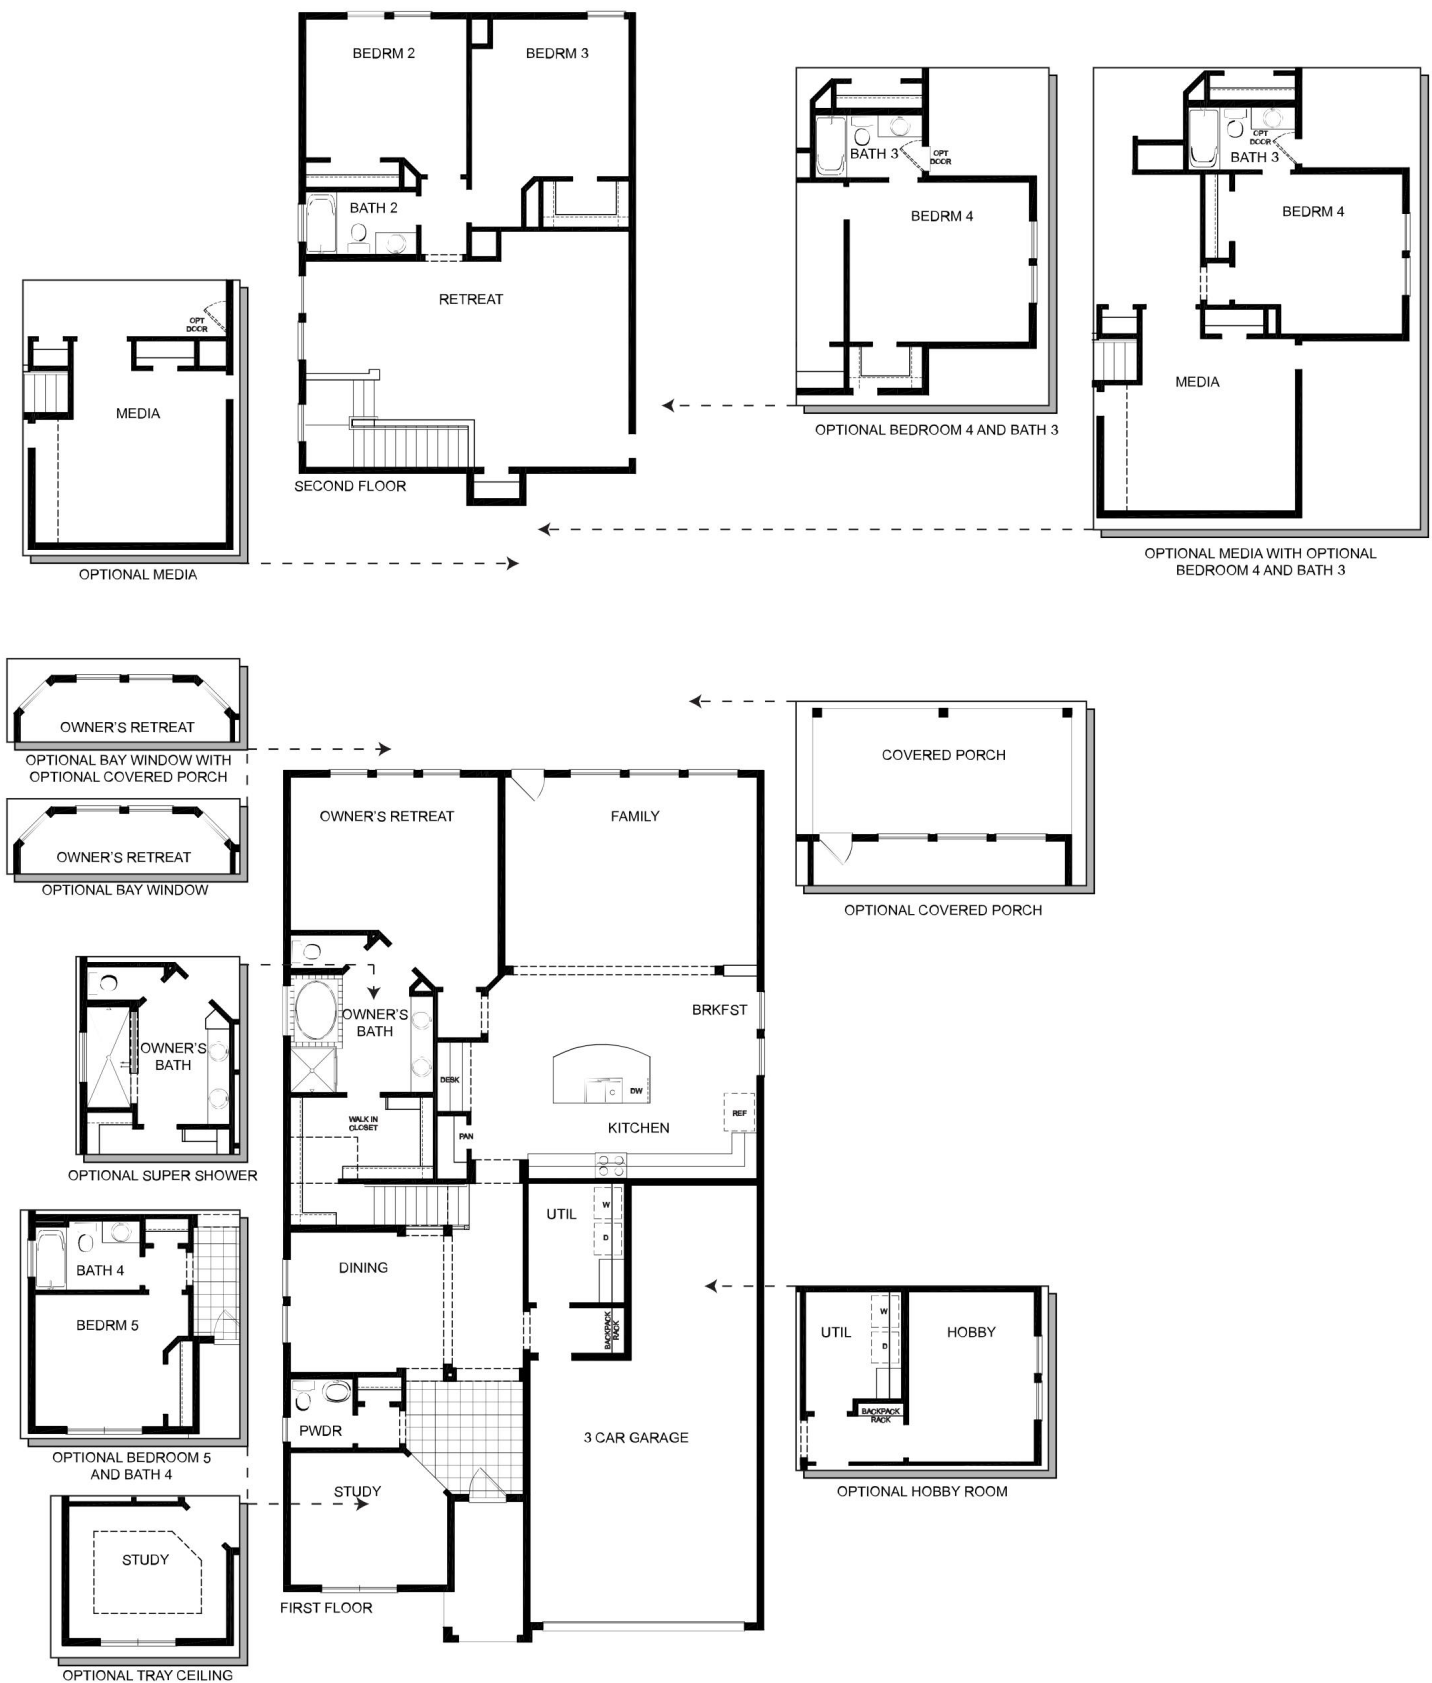 BEDRM 2
BEDRM 3
BATH 2
RETREAT
SECOND FLOOR
BATH 3
OPT
DOOR
BEDRM 4
OPTIONAL BEDROOM 4 AND BATH 3
OPT
DOOR
BATH 3
BEDRM 4
MEDIA
OPTIONAL MEDIA WITH OPTIONAL
BEDROOM 4 AND BATH 3
OPT
DOOR
MEDIA
OPTIONAL MEDIA
OWNER'S RETREAT
OPTIONAL BAY WINDOW WITH
OPTIONAL COVERED PORCH
OWNER'S RETREAT
OPTIONAL BAY WINDOW
COVERED PORCH
OPTIONAL COVERED PORCH
OWNER'S RETREAT
FAMILY
OWNER'S
BATH
BRKFST
DESK
DW
REF
WALK IN
CLOSET
PAN
KITCHEN
OWNER'S
BATH
OPTIONAL SUPER SHOWER
UTIL
W
D
DINING
BACKPACK
RACK
BATH 4
BEDRM 5
OPTIONAL BEDROOM 5
AND BATH 4
PWDR
3 CAR GARAGE
STUDY
FIRST FLOOR
UTIL
W
D
HOBBY
BACKPACK
RACK
OPTIONAL HOBBY ROOM
STUDY
OPTIONAL TRAY CEILING